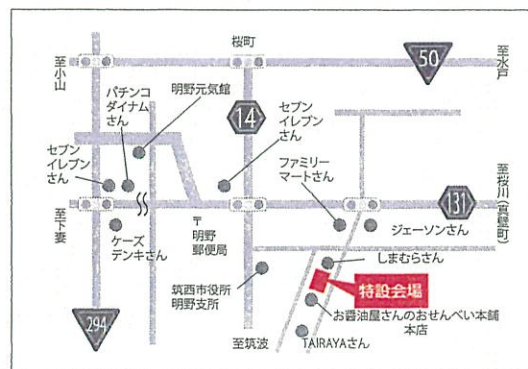 桜町
50
至小山
至水戸
パチンコ
ダイナム
さん
明野元気館
14
セブン
イレブン
さん
セブン
イレブン
さん
ファミリー
マートさん
至桜川(真壁町)
131
至下妻
ケーズ
デンキさん
〒
明野
郵便局
ジェーソンさん
しまむらさん
筑西市役所
明野支所
特設会場
お醤油屋さんのおせんべい本舗
本店
294
至筑波
TAIRAYAさん